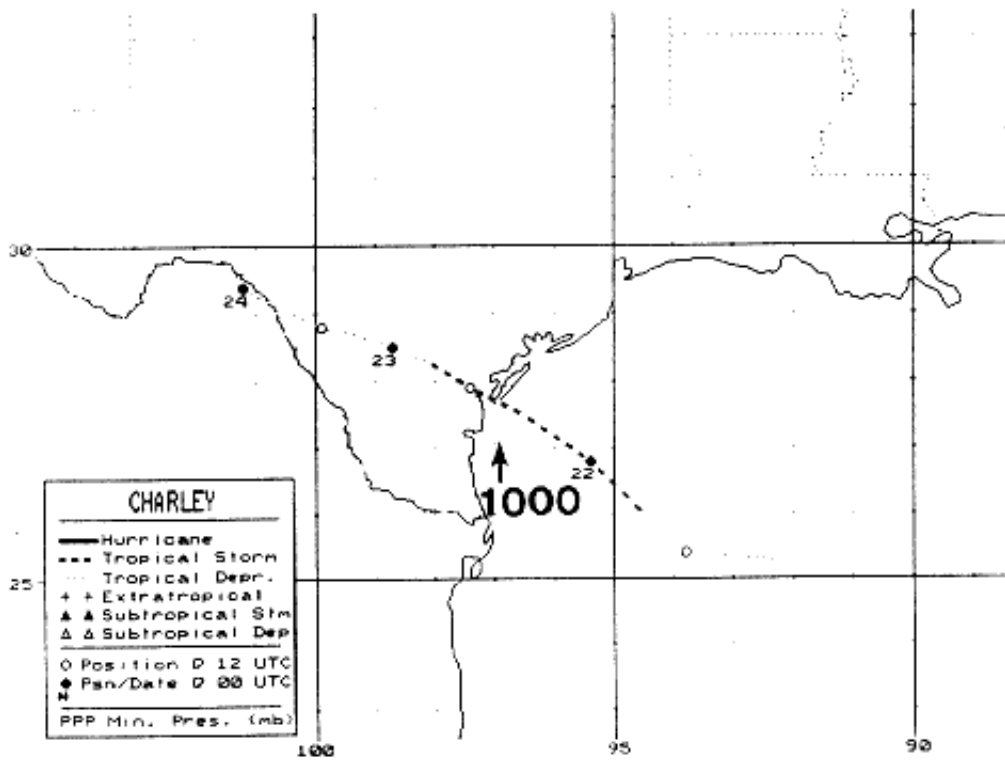 30
24
23
22
1000
CHARLEY
Hurricane
Tropical Storm
Tropical Depr.
+ + Extratropical
▲ ▲ Subtropical Stm
△ △ Subtropical Dep
○ Position @ 12 UTC
● Psn/Date @ 00 UTC
N
PPP Min. Pres. (mb)
25
100
95
90